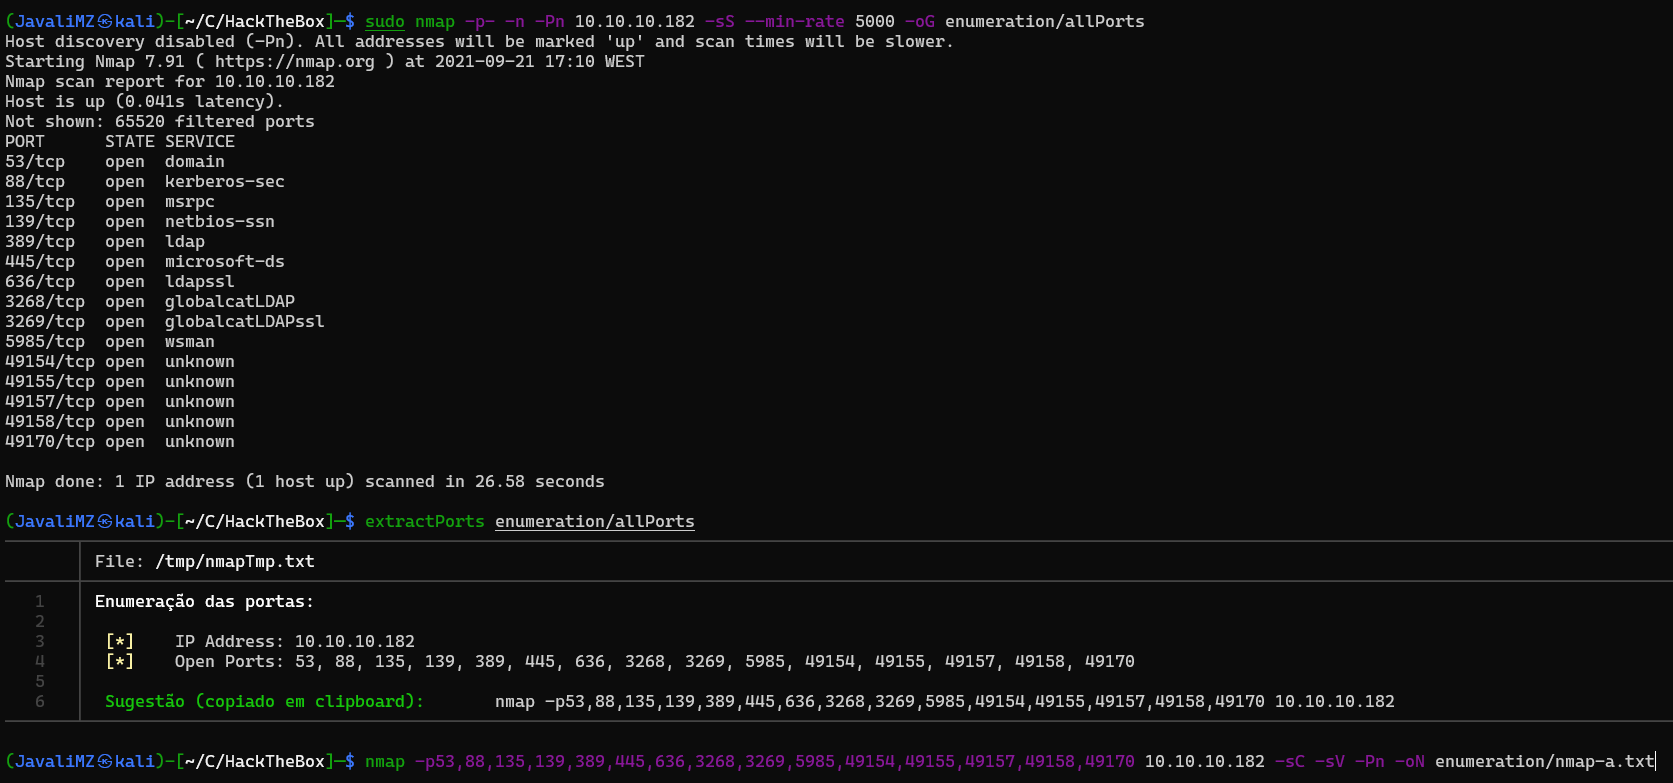 (JavaliMZ㉿kali)-[~/C/HackTheBox]─$ sudo nmap -p- -n -Pn 10.10.10.182 -sS --min-rate 5000 -oG enumeration/allPorts
Host discovery disabled (-Pn). All addresses will be marked 'up' and scan times will be slower.
Starting Nmap 7.91 ( https://nmap.org ) at 2021-09-21 17:10 WEST
Nmap scan report for 10.10.10.182
Host is up (0.041s latency).
Not shown: 65520 filtered ports
PORT      STATE SERVICE
53/tcp    open  domain
88/tcp    open  kerberos-sec
135/tcp   open  msrpc
139/tcp   open  netbios-ssn
389/tcp   open  ldap
445/tcp   open  microsoft-ds
636/tcp   open  ldapssl
3268/tcp  open  globalcatLDAP
3269/tcp  open  globalcatLDAPssl
5985/tcp  open  wsman
49154/tcp open  unknown
49155/tcp open  unknown
49157/tcp open  unknown
49158/tcp open  unknown
49170/tcp open  unknown
Nmap done: 1 IP address (1 host up) scanned in 26.58 seconds
(JavaliMZ㉿kali)-[~/C/HackTheBox]─$ extractPorts enumeration/allPorts
File: /tmp/nmapTmp.txt
1 Enumeração das portas:
2
3 [*] IP Address: 10.10.10.182
4 [*] Open Ports: 53, 88, 135, 139, 389, 445, 636, 3268, 3269, 5985, 49154, 49155, 49157, 49158, 49170
5
6 Sugestão (copiado em clipboard): nmap -p53,88,135,139,389,445,636,3268,3269,5985,49154,49155,49157,49158,49170 10.10.10.182
(JavaliMZ㉿kali)-[~/C/HackTheBox]─$ nmap -p53,88,135,139,389,445,636,3268,3269,5985,49154,49155,49157,49158,49170 10.10.10.182 -sC -sV -Pn -oN enumeration/nmap-a.txt